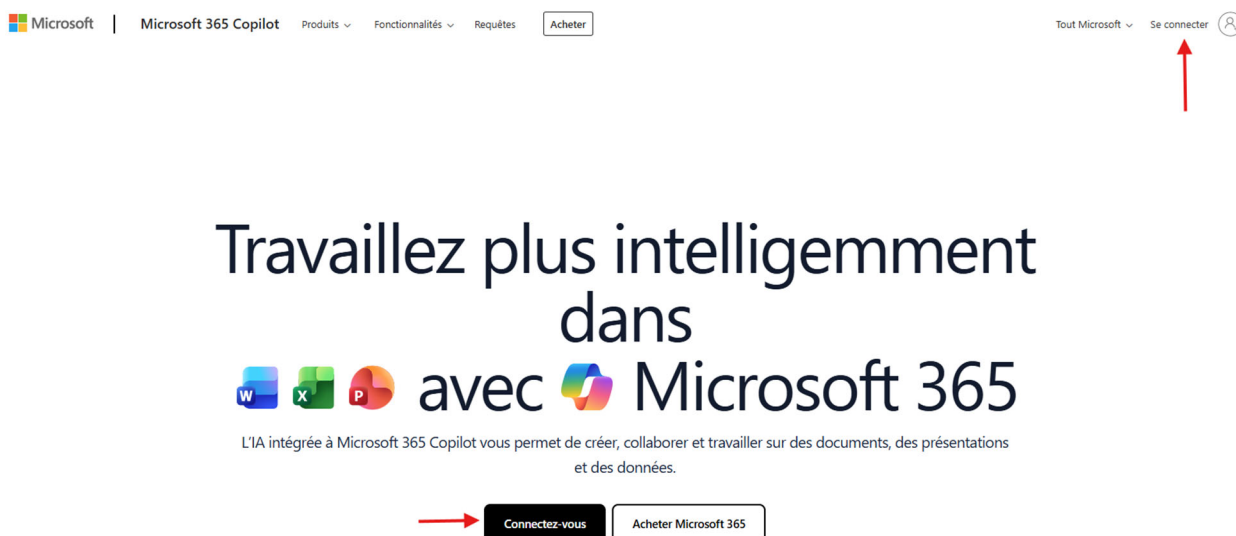 Microsoft
Microsoft 365 Copilot
Produits
Fonctionnalités
Requêtes
Acheter
Tout Microsoft
Se connecter
Travaillez plus intelligemment
dans
W X P avec Microsoft 365
L'IA intégrée à Microsoft 365 Copilot vous permet de créer, collaborer et travailler sur des documents, des présentations
et des données.
Connectez-vous
Acheter Microsoft 365